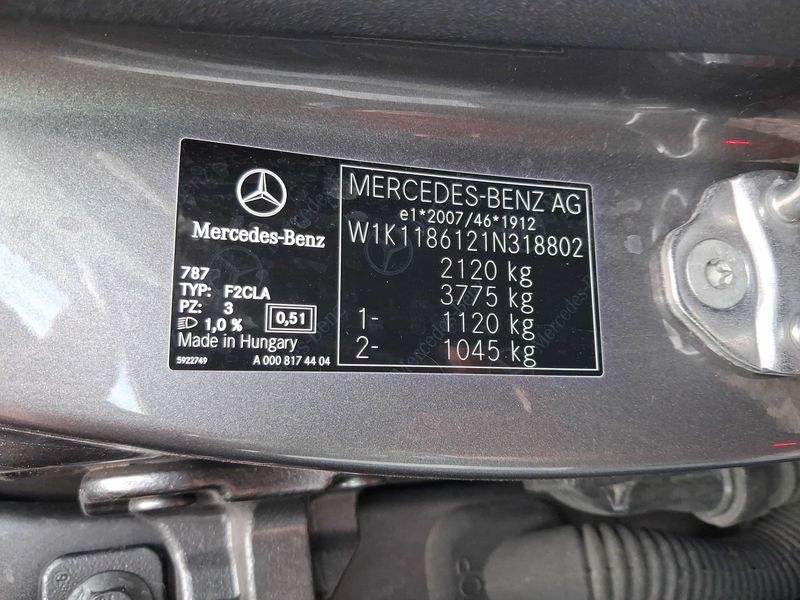 Mercedes-Benz
787
TYP: F2CLA
PZ: 3
1,0 % 0,51
Made in Hungary
5922749 A 000 817 44 04
MERCEDES-BENZ AG
e1*2007/46*1912
W1K1186121N318802
2120 kg
3775 kg
1- 1120 kg
2- 1045 kg